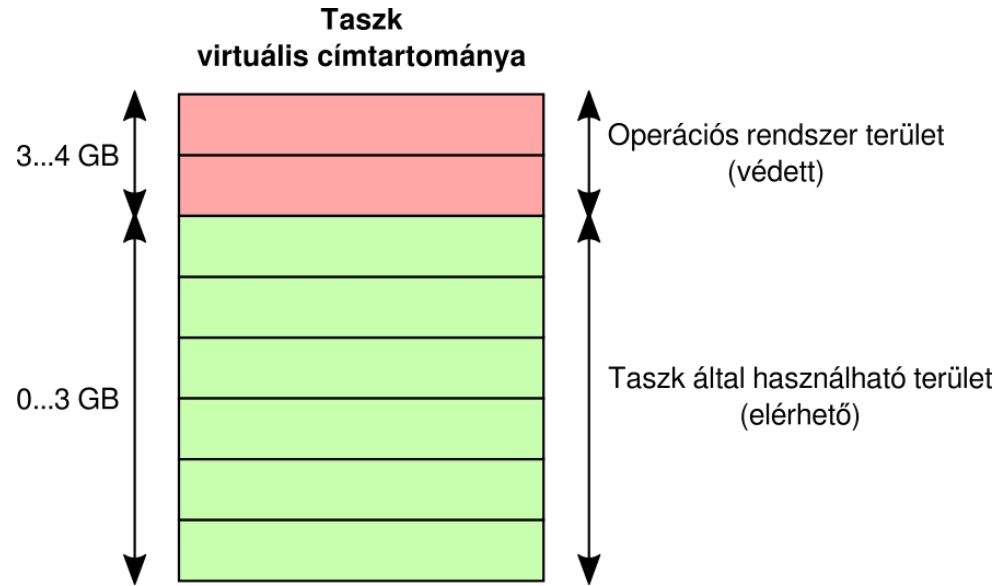 Taszk
virtuális címtartománya
3...4 GB
Operációs rendszer terület
(védett)
0...3 GB
Taszk által használható terület
(elérhető)